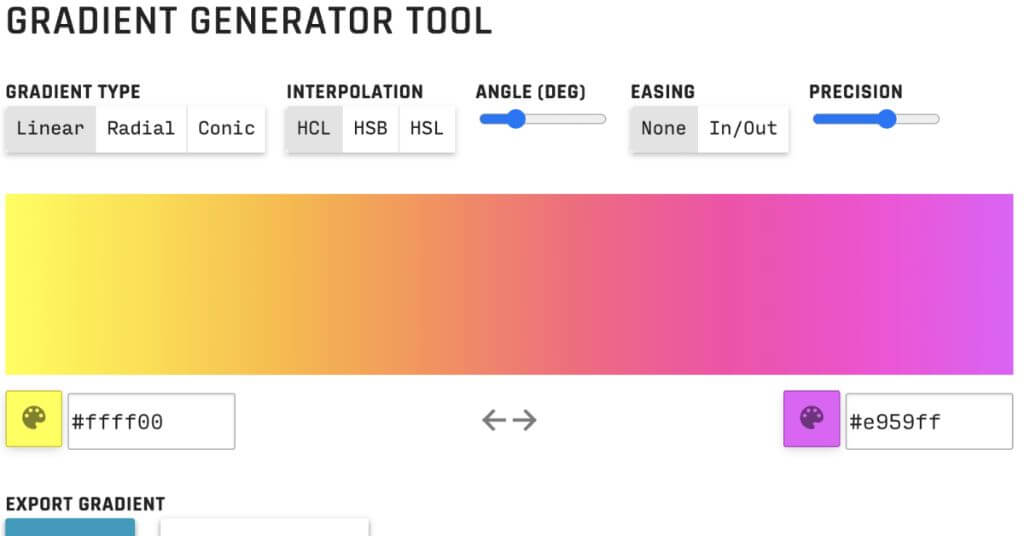 GRADIENT GENERATOR TOOL
GRADIENT TYPE INTERPOLATION ANGLE (DEG) EASING PRECISION
Linear Radial Conic HCL HSB HSL None In/Out
#ffff00 #e959ff
EXPORT GRADIENT